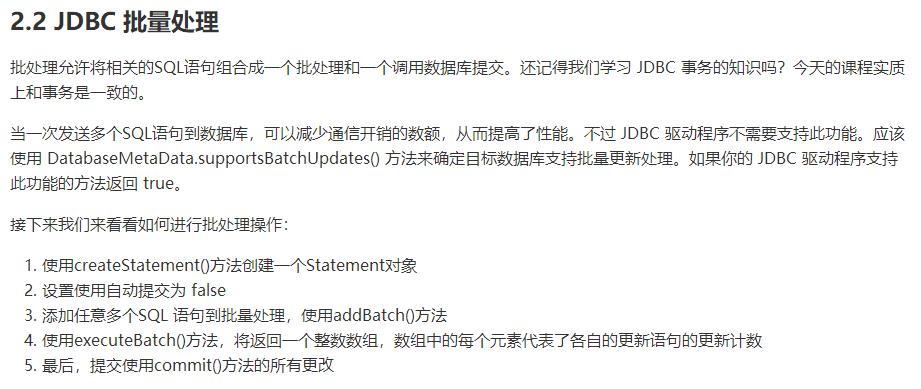 2.2 JDBC 批量处理
批处理允许将相关的SQL语句组合成一个批处理和一个调用数据库提交。还记得我们学习 JDBC 事务的知识吗？今天的课程实质
上和事务是一致的。
当一次发送多个SQL语句到数据库，可以减少通信开销的数额，从而提高了性能。不过 JDBC 驱动程序不需要支持此功能。应该
使用 DatabaseMetaData.supportsBatchUpdates() 方法来确定目标数据库支持批量更新处理。如果你的 JDBC 驱动程序支持
此功能的方法返回 true。
接下来我们来看看如何进行批处理操作：
1. 使用createStatement()方法创建一个Statement对象
2. 设置使用自动提交为 false
3. 添加任意多个SQL 语句到批量处理，使用addBatch()方法
4. 使用executeBatch()方法，将返回一个整数数组，数组中的每个元素代表了各自的更新语句的更新计数
5. 最后，提交使用commit()方法的所有更改